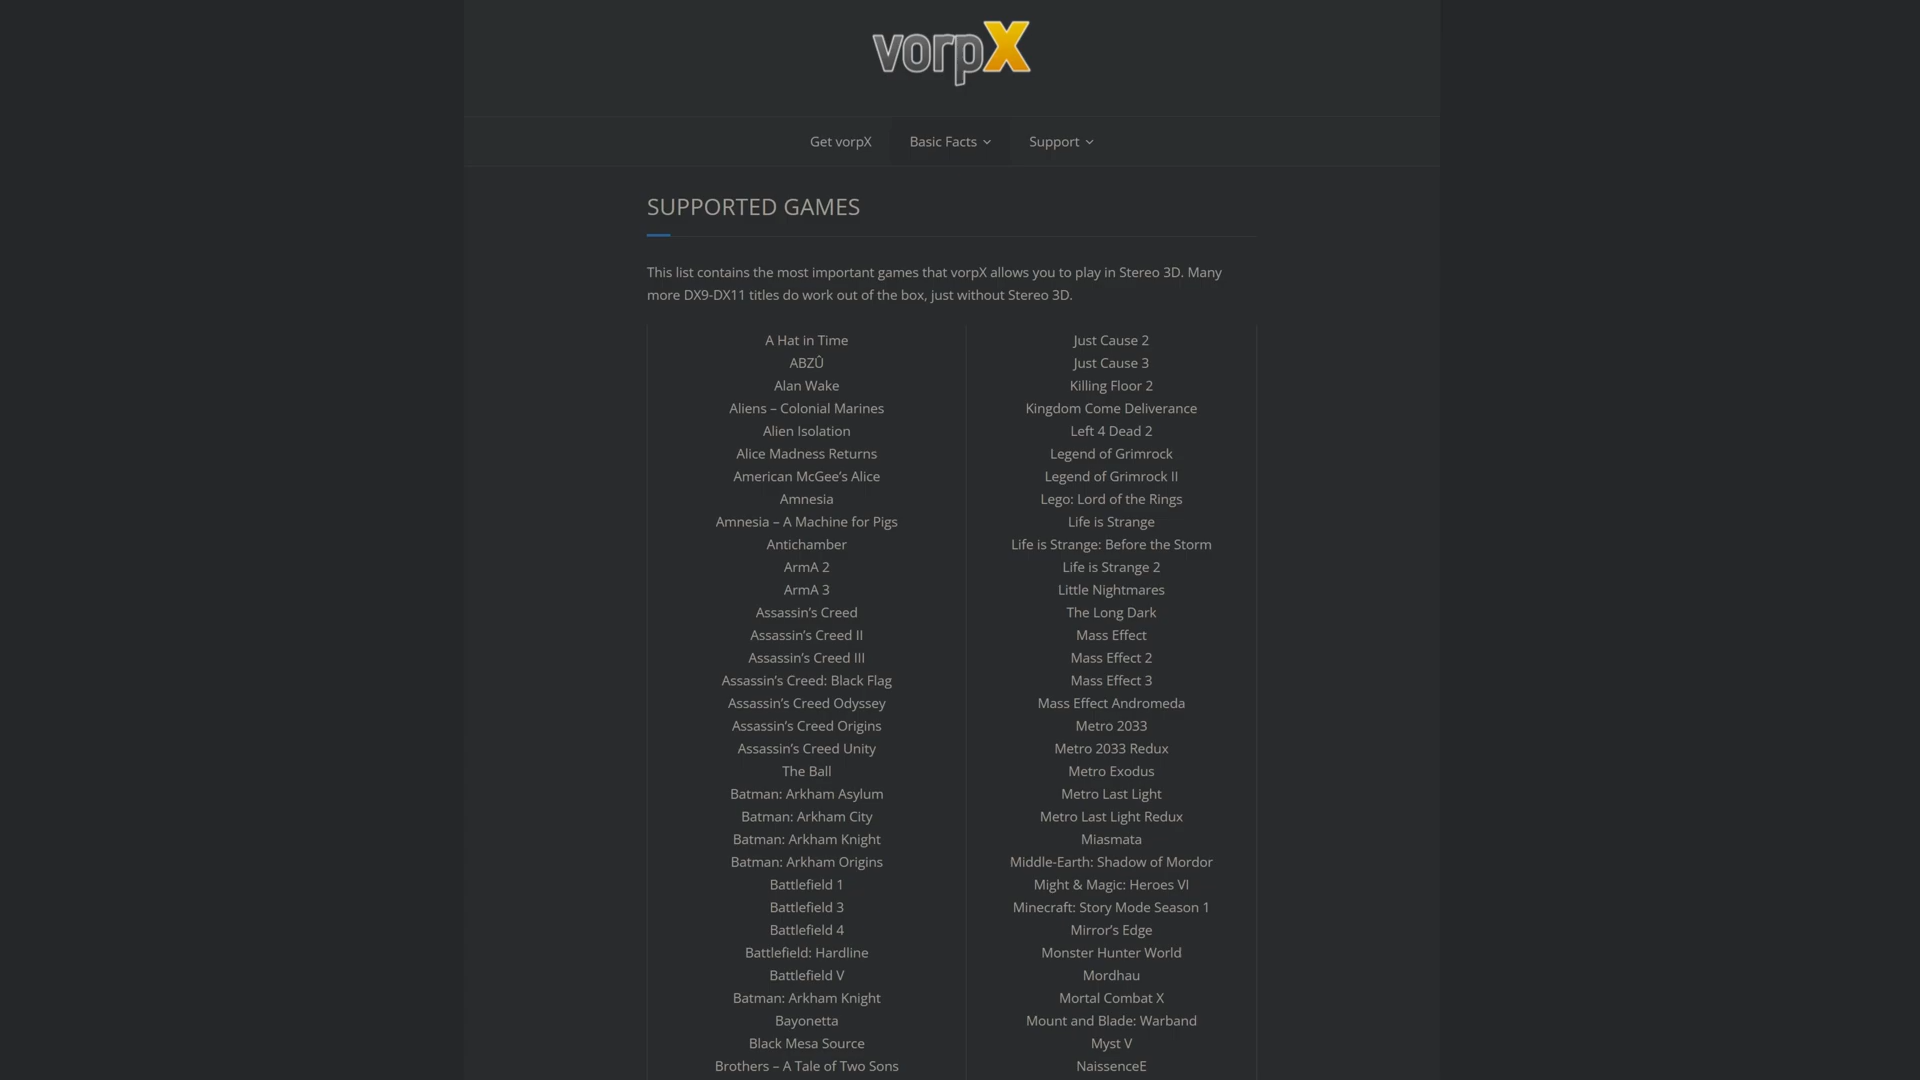 vorpX
Get vorpX
Basic Facts
Support
SUPPORTED GAMES
This list contains the most important games that vorpX allows you to play in Stereo 3D. Many
more DX9-DX11 titles do work out of the box, just without Stereo 3D.
A Hat in Time
ABZÛ
Alan Wake
Aliens – Colonial Marines
Alien Isolation
Alice Madness Returns
American McGee’s Alice
Amnesia
Amnesia – A Machine for Pigs
Antichamber
ArmA 2
ArmA 3
Assassin’s Creed
Assassin’s Creed II
Assassin’s Creed III
Assassin’s Creed: Black Flag
Assassin’s Creed Odyssey
Assassin’s Creed Origins
Assassin’s Creed Unity
The Ball
Batman: Arkham Asylum
Batman: Arkham City
Batman: Arkham Knight
Batman: Arkham Origins
Battlefield 1
Battlefield 3
Battlefield 4
Battlefield: Hardline
Battlefield V
Batman: Arkham Knight
Bayonetta
Black Mesa Source
Brothers – A Tale of Two Sons
Just Cause 2
Just Cause 3
Killing Floor 2
Kingdom Come Deliverance
Left 4 Dead 2
Legend of Grimrock
Legend of Grimrock II
Lego: Lord of the Rings
Life is Strange
Life is Strange: Before the Storm
Life is Strange 2
Little Nightmares
The Long Dark
Mass Effect
Mass Effect 2
Mass Effect 3
Mass Effect Andromeda
Metro 2033
Metro 2033 Redux
Metro Exodus
Metro Last Light
Metro Last Light Redux
Miasmata
Middle-Earth: Shadow of Mordor
Might & Magic: Heroes VI
Minecraft: Story Mode Season 1
Mirror’s Edge
Monster Hunter World
Mordhau
Mortal Combat X
Mount and Blade: Warband
Myst V
NaissenceE